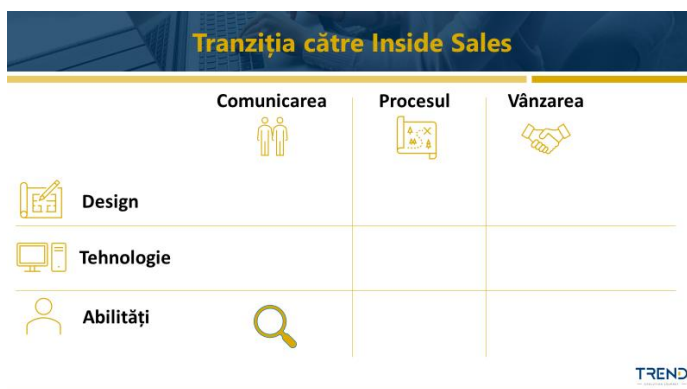 Tranziția către Inside Sales
Comunicarea Procesul Vânzarea
Design
Tehnologie
Abilități
TREND